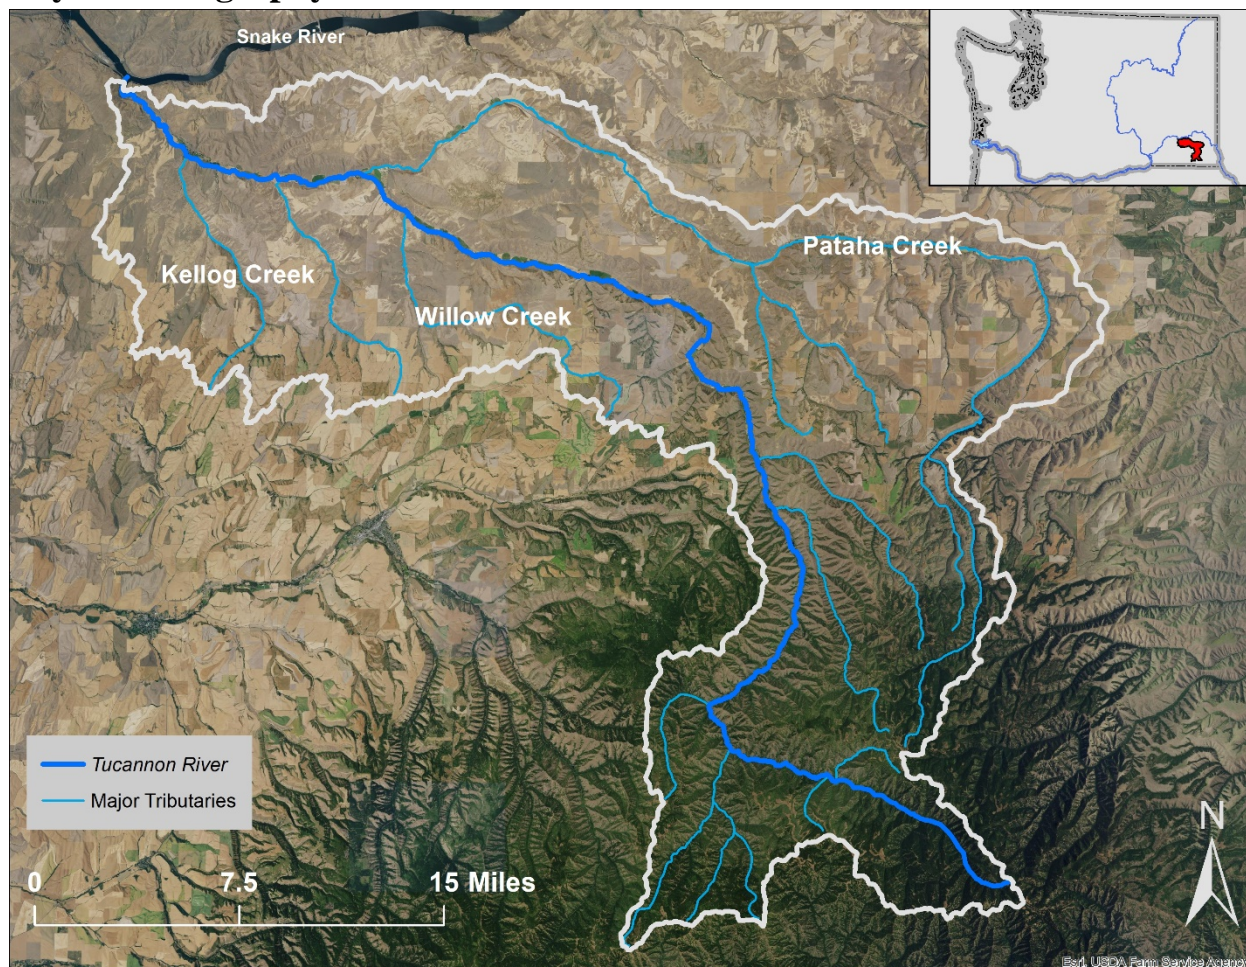 Snake River
Pataha Creek
Kellog Creek
Willow Creek
Tucannon River
Major Tributaries
N
0 7.5 15 Miles
Esri, USDA Farm Service Agency